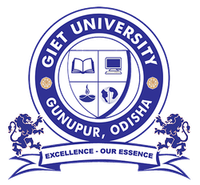 GIET UNIVERSITY
GUNUPUR, ODISHA
EXCELLENCE - OUR ESSENCE